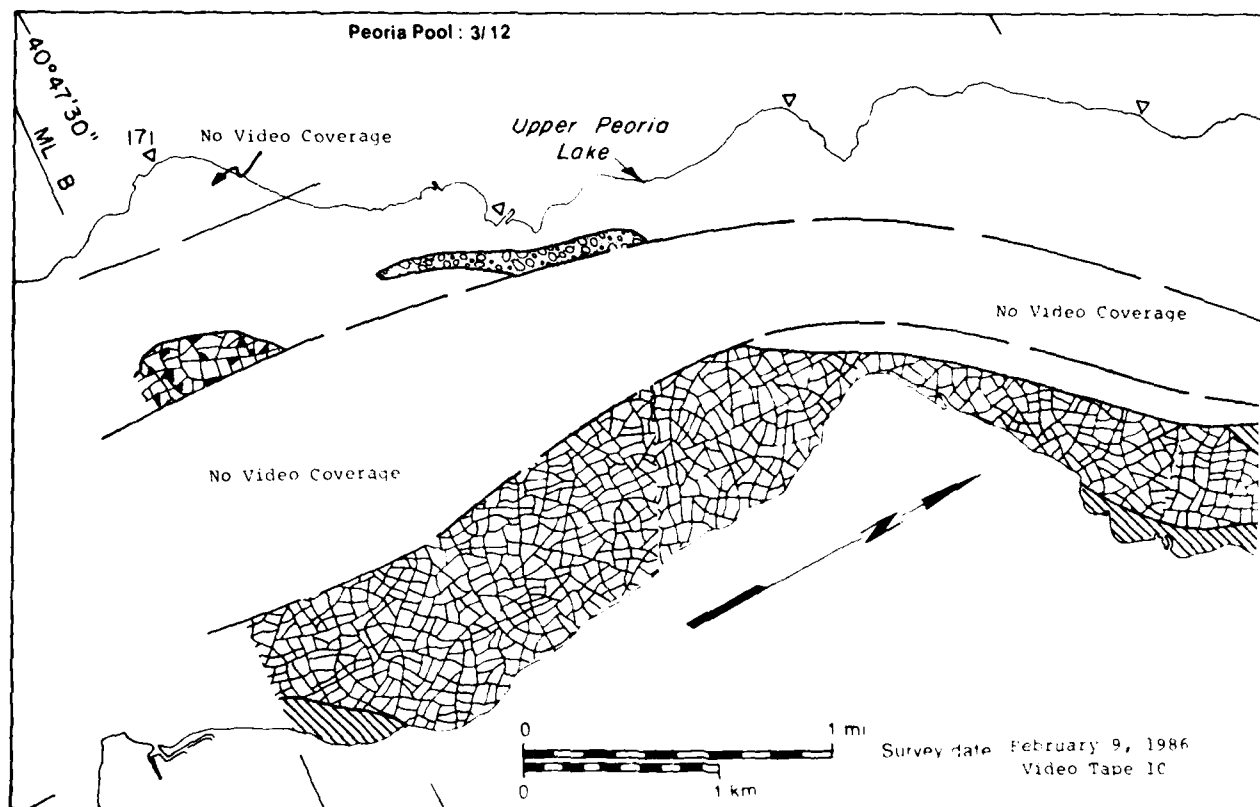 Peoria Pool : 3/12
40°47'30"
ML B
171
No Video Coverage
Upper Peoria
Lake
No Video Coverage
No Video Coverage
N
0 1 mi
0 1 km
Survey date February 9, 1986
Video Tape 1C